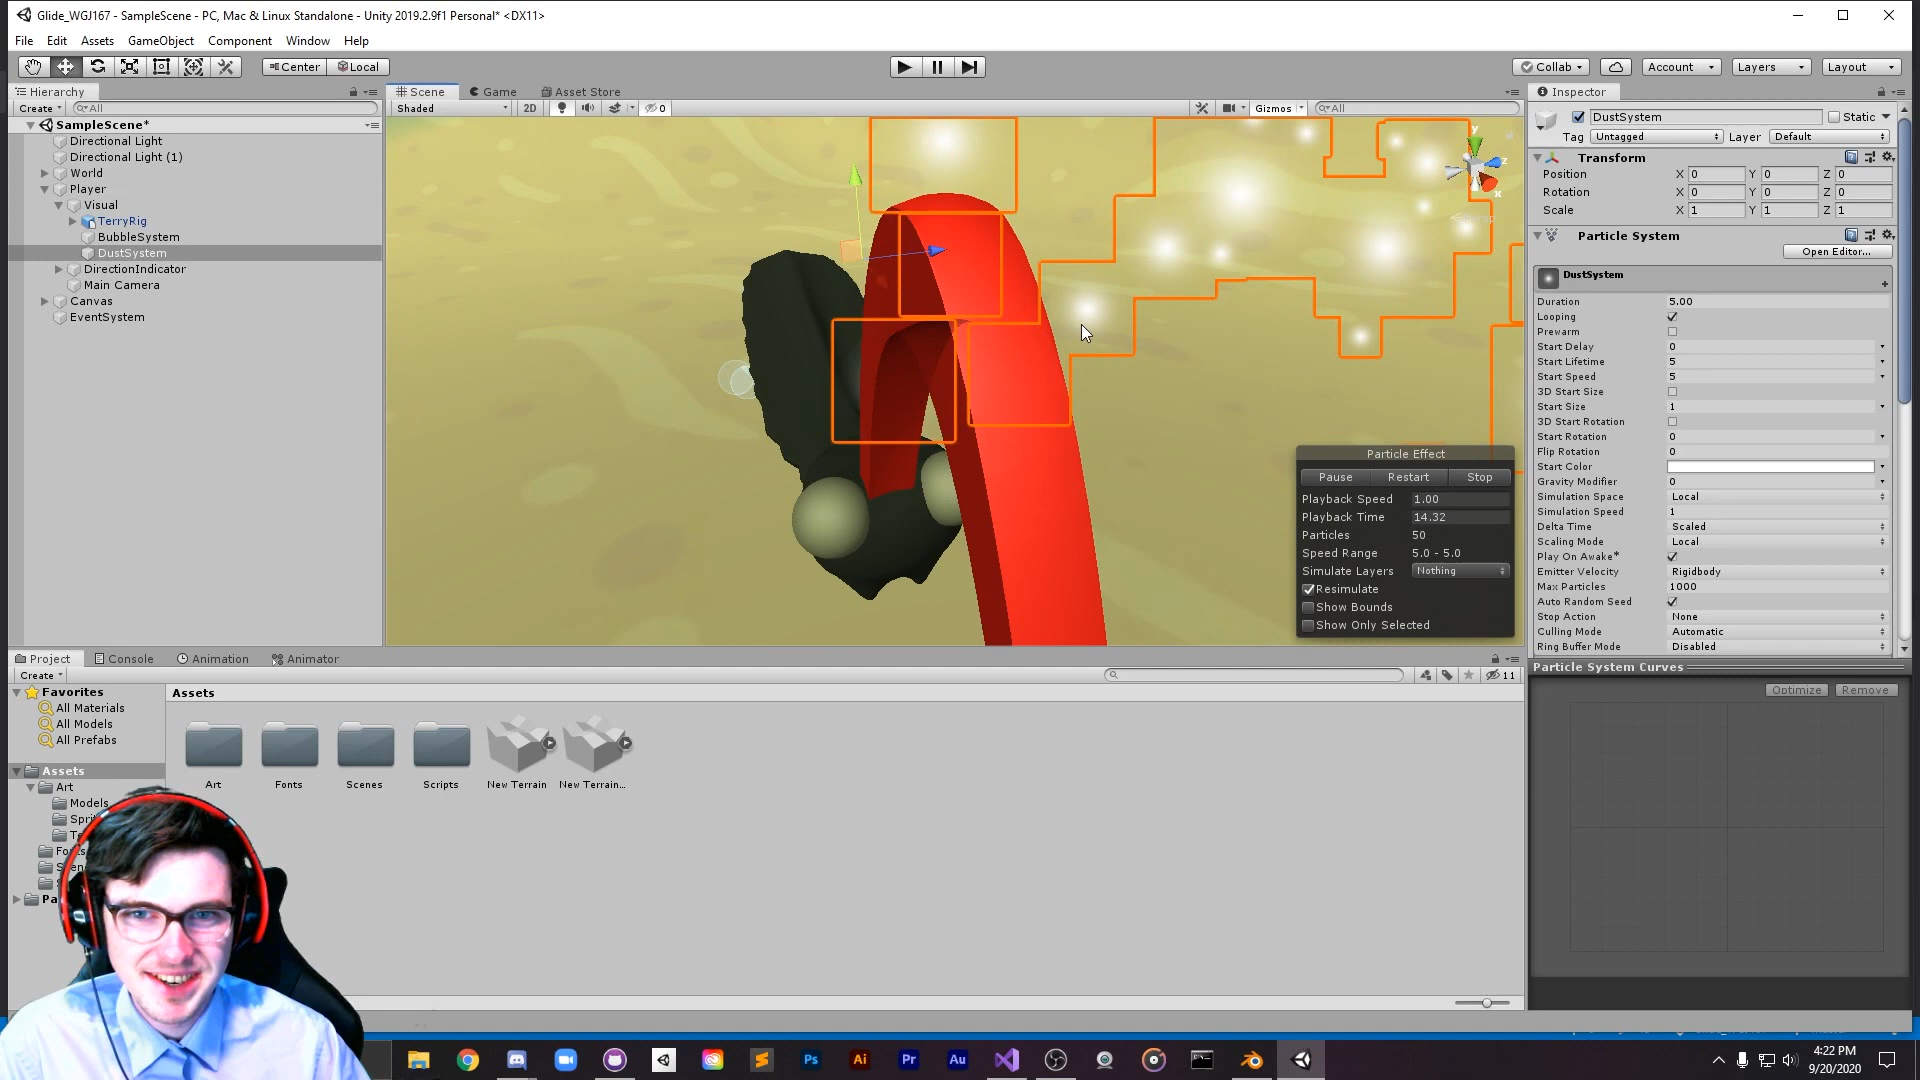 Glide_WGJ167 - SampleScene - PC, Mac & Linux Standalone - Unity 2019.2.9f1 Personal* <DX11>
File Edit Assets GameObject Component Window Help
Center Local
Collab Account Layers Layout
Hierarchy
Create All
SampleScene*
Directional Light
Directional Light (1)
World
Player
Visual
TerryRig
BubbleSystem
DustSystem
DirectionIndicator
Main Camera
Canvas
EventSystem
Scene Game Asset Store
Shaded 2D 0 Gizmos All
y
z
x
Particle Effect
Pause Restart Stop
Playback Speed 1.00
Playback Time 14.32
Particles 50
Speed Range 5.0 - 5.0
Simulate Layers Nothing
Resimulate
Show Bounds
Show Only Selected
Inspector
DustSystem Static
Tag Untagged Layer Default
Transform
Position X 0 Y 0 Z 0
Rotation X 0 Y 0 Z 0
Scale X 1 Y 1 Z 1
Particle System
Open Editor...
DustSystem
Duration 5.00
Looping
Prewarm
Start Delay 0
Start Lifetime 5
Start Speed 5
3D Start Size
Start Size 1
3D Start Rotation
Start Rotation 0
Flip Rotation 0
Start Color
Gravity Modifier 0
Simulation Space Local
Simulation Speed 1
Delta Time Scaled
Scaling Mode Local
Play On Awake*
Emitter Velocity Rigidbody
Max Particles 1000
Auto Random Seed
Stop Action None
Culling Mode Automatic
Ring Buffer Mode Disabled
Particle System Curves
Optimize Remove
Project Console Animation Animator
Create
11
Favorites
All Materials
All Models
All Prefabs
Assets
Art
Models
Assets
Art Fonts Scenes Scripts New Terrain New Terrain...
Ps Ai Pr Au
4:22 PM
9/20/2020